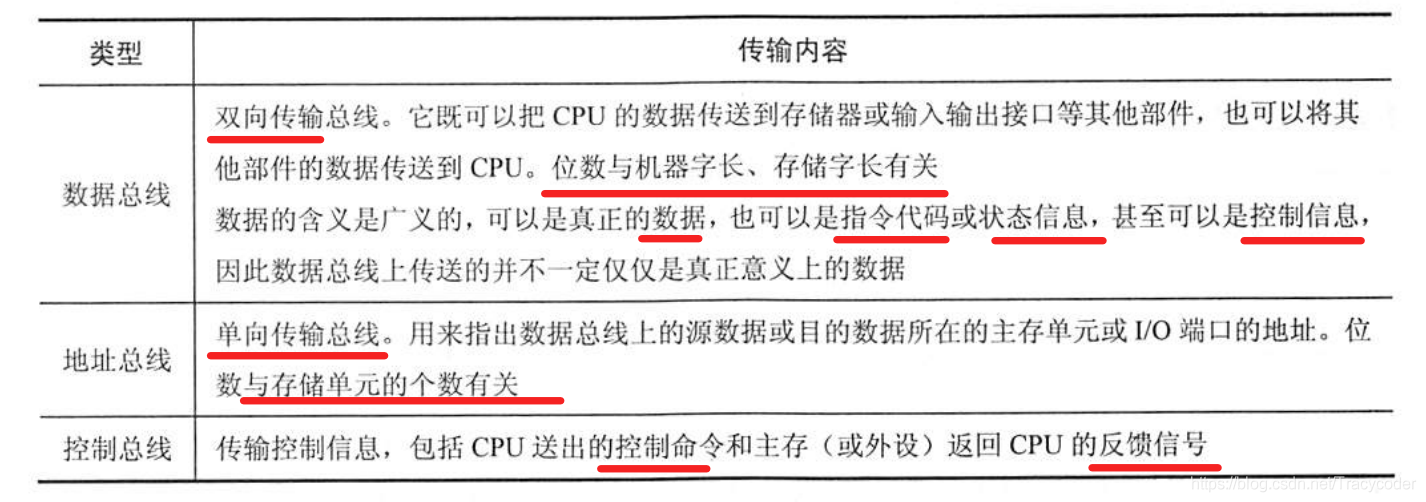 类型
传输内容
数据总线
双向传输总线。它既可以把 CPU 的数据传送到存储器或输入输出接口等其他部件，也可以将其
他部件的数据传送到 CPU。位数与机器字长、存储字长有关
数据的含义是广义的，可以是真正的数据，也可以是指令代码或状态信息，甚至可以是控制信息，
因此数据总线上传送的并不一定仅仅是真正意义上的数据
地址总线
单向传输总线。用来指出数据总线上的源数据或目的数据所在的主存单元或 I/O 端口的地址。位
数与存储单元的个数有关
控制总线
传输控制信息，包括 CPU 送出的控制命令和主存（或外设）返回 CPU 的反馈信号
https://blog.csdn.net/Tracycoder